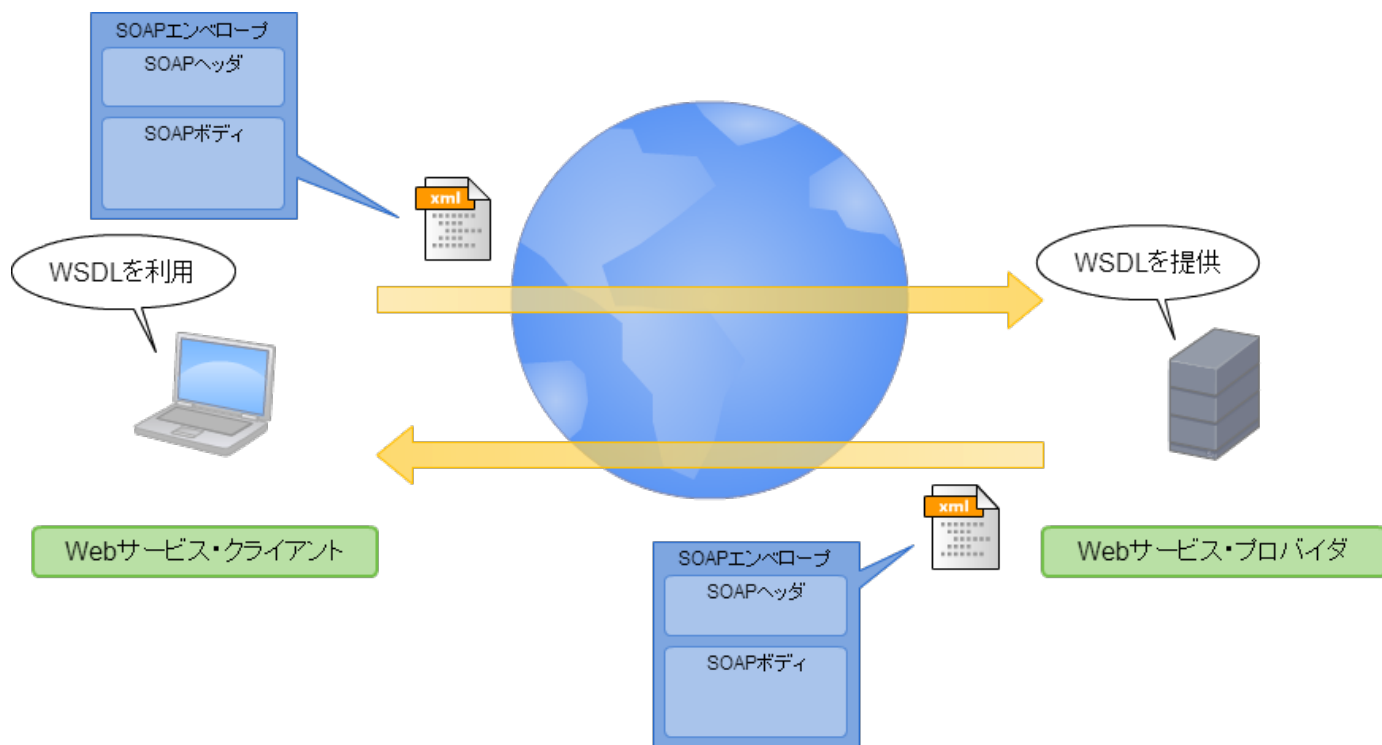 SOAPエンベロープ
SOAPヘッダ
SOAPボディ
xml
WSDLを利用
WSDLを提供
xml
Webサービス・クライアント
Webサービス・プロバイダ
SOAPエンベロープ
SOAPヘッダ
SOAPボディ